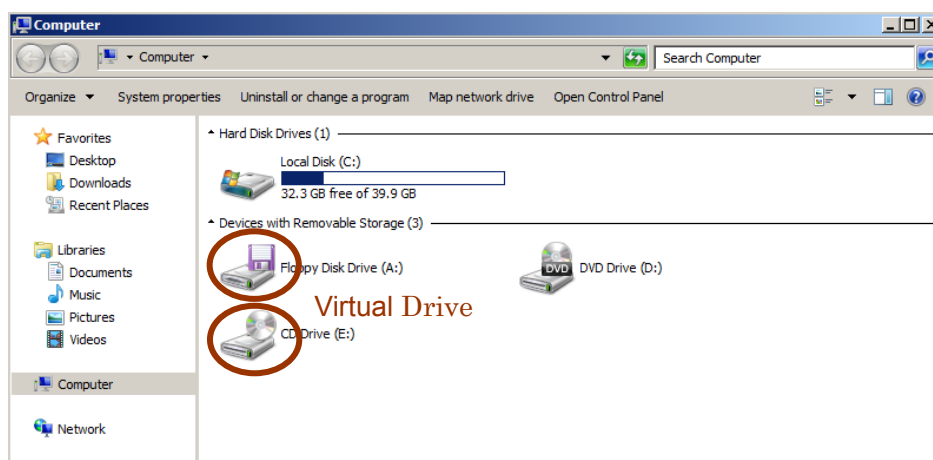 Computer
Computer
Search Computer
Organize System properties Uninstall or change a program Map network drive Open Control Panel
Favorites
Desktop
Downloads
Recent Places
Libraries
Documents
Music
Pictures
Videos
Computer
Network
Hard Disk Drives (1)
Local Disk (C:)
32.3 GB free of 39.9 GB
Devices with Removable Storage (3)
Floppy Disk Drive (A:)
DVD
DVD Drive (D:)
Virtual Drive
CD Drive (E:)